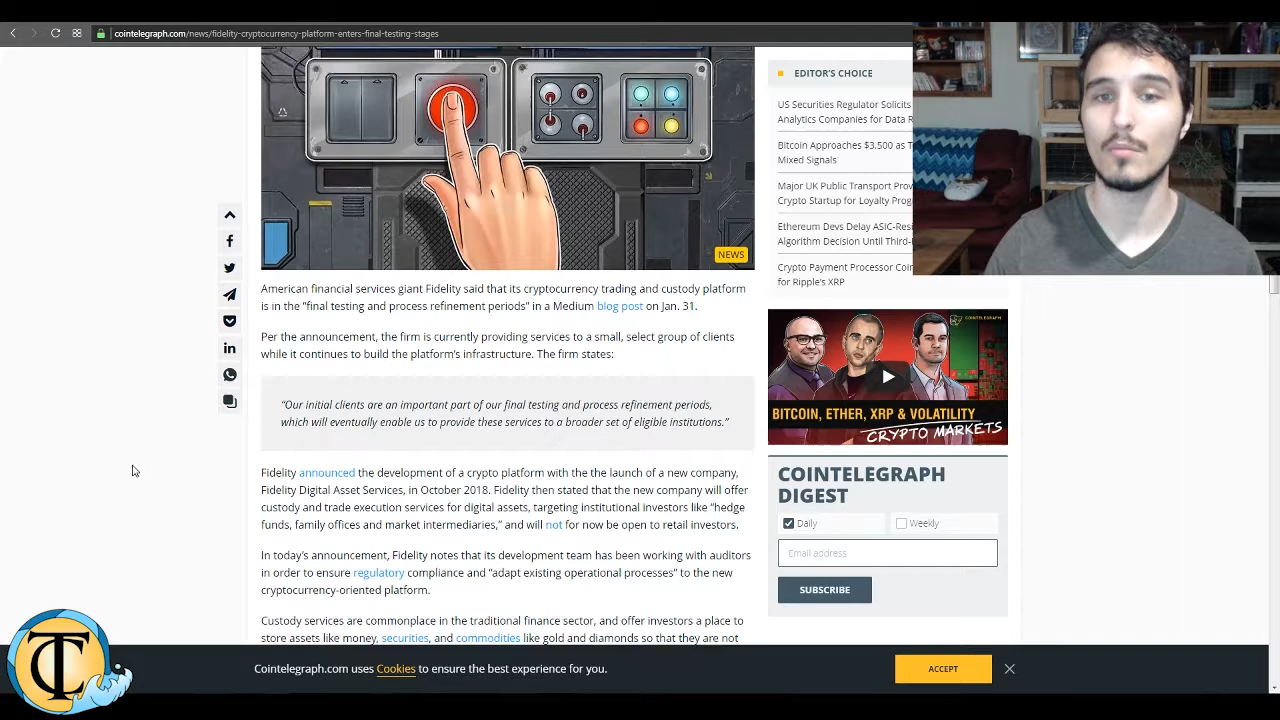 cointelegraph.com/news/fidelity-cryptocurrency-platform-enters-final-testing-stages
NEWS
American financial services giant Fidelity said that its cryptocurrency trading and custody platform
is in the “final testing and process refinement periods” in a Medium blog post on Jan. 31.
Per the announcement, the firm is currently providing services to a small, select group of clients
while it continues to build the platform’s infrastructure. The firm states:
“Our initial clients are an important part of our final testing and process refinement periods,
which will eventually enable us to provide these services to a broader set of eligible institutions.”
Fidelity announced the development of a crypto platform with the the launch of a new company,
Fidelity Digital Asset Services, in October 2018. Fidelity then stated that the new company will offer
custody and trade execution services for digital assets, targeting institutional investors like “hedge
funds, family offices and market intermediaries,” and will not for now be open to retail investors.
In today’s announcement, Fidelity notes that its development team has been working with auditors
in order to ensure regulatory compliance and “adapt existing operational processes” to the new
cryptocurrency-oriented platform.
Custody services are commonplace in the traditional finance sector, and offer investors a place to
store assets like money, securities, and commodities like gold and diamonds so that they are not
EDITOR’S CHOICE
US Securities Regulator Solicits
Analytics Companies for Data R
Bitcoin Approaches $3,500 as T
Mixed Signals
Major UK Public Transport Prov
Crypto Startup for Loyalty Prog
Ethereum Devs Delay ASIC-Resi
Algorithm Decision Until Third-
Crypto Payment Processor Coin
for Ripple’s XRP
COINTELEGRAPH
BITCOIN, ETHER, XRP & VOLATILITY
CRYPTO MARKETS
COINTELEGRAPH
DIGEST
Daily
Weekly
Email address
SUBSCRIBE
Cointelegraph.com uses Cookies to ensure the best experience for you.
ACCEPT
TC